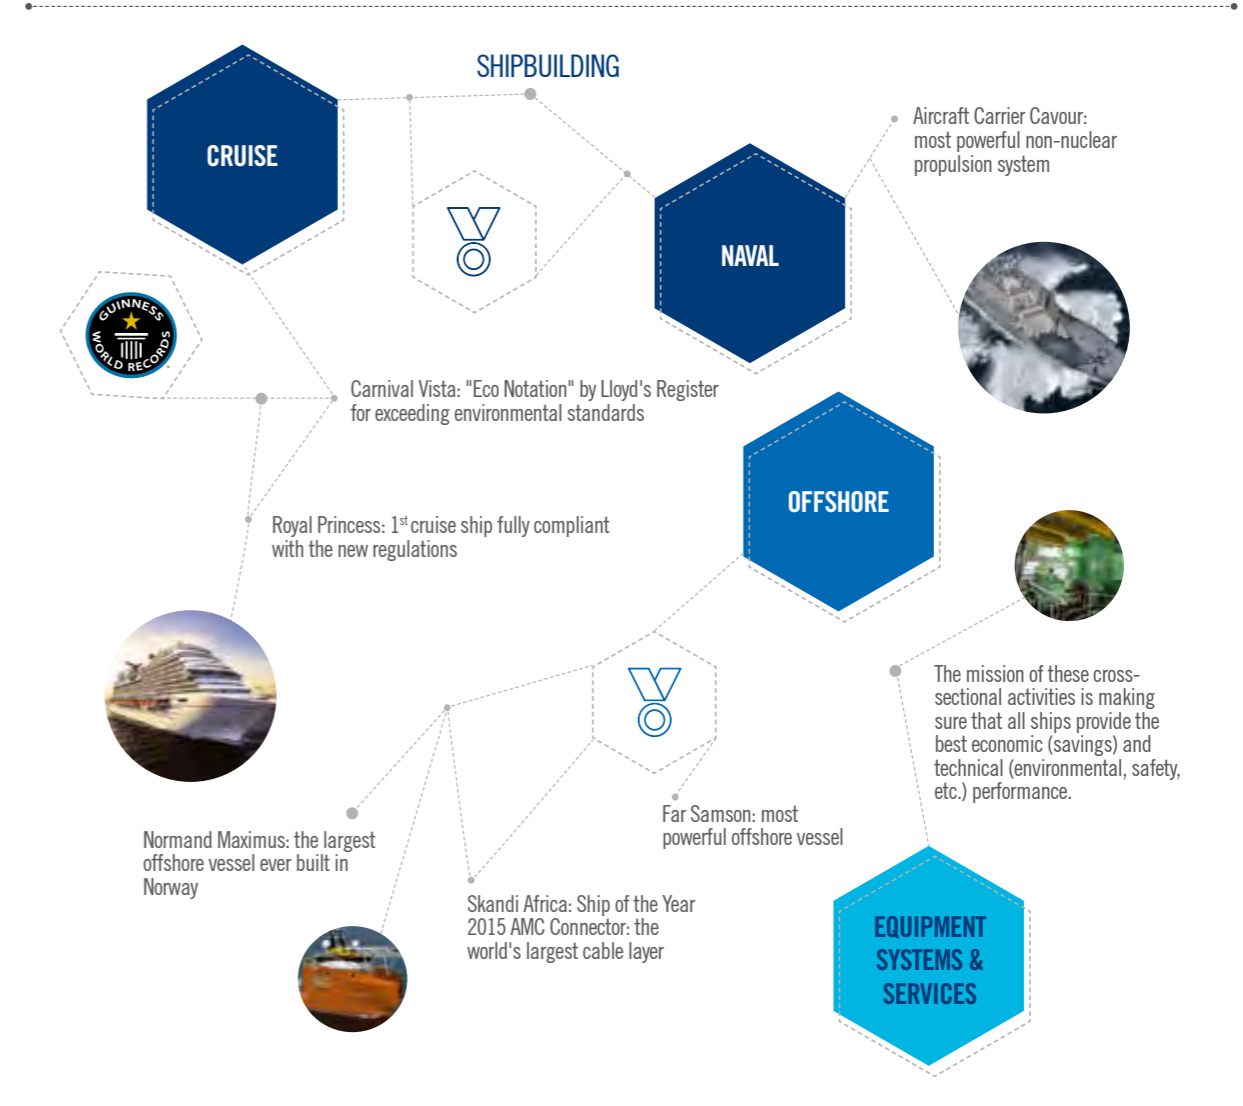 SHIPBUILDING
CRUISE
Aircraft Carrier Cavour:
most powerful non-nuclear
propulsion system
NAVAL
GUINNESS
WORLD RECORDS
Carnival Vista: "Eco Notation" by Lloyd's Register
for exceeding environmental standards
OFFSHORE
Royal Princess: 1st cruise ship fully compliant
with the new regulations
The mission of these cross-
sectional activities is making
sure that all ships provide the
best economic (savings) and
technical (environmental, safety,
etc.) performance.
Far Samson: most
powerful offshore vessel
Normand Maximus: the largest
offshore vessel ever built in
Norway
Skandi Africa: Ship of the Year
2015 AMC Connector: the
world's largest cable layer
EQUIPMENT
SYSTEMS &
SERVICES